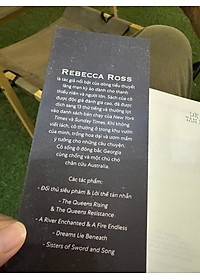 REBECCA ROSS
là tác giả nổi bật của dòng tiểu thuyết
lãng mạn kỳ ảo dành cho thanh
thiếu niên và người lớn. Sách của cô
được độc giả đánh giá cao, đã được
dịch sang 13 thứ tiếng và thường lọt
vào danh sách bán chạy của New York
Times và Sunday Times. Khi không
viết lách, cô thường ở trong khu vườn
của mình, trồng hoa dại và ươm mầm
ý tưởng cho những câu chuyện.
Cô sống ở đông bắc Georgia
cùng chồng và một chú chó
chăn cừu Australia.
Các tác phẩm:
- Đối thủ siêu phàm & Lời thề tàn nhẫn
- The Queens Rising
& The Queens Resistance
- A River Enchanted & A Fire Endless
- Dreams Lie Beneath
- Sisters of Sword and Song